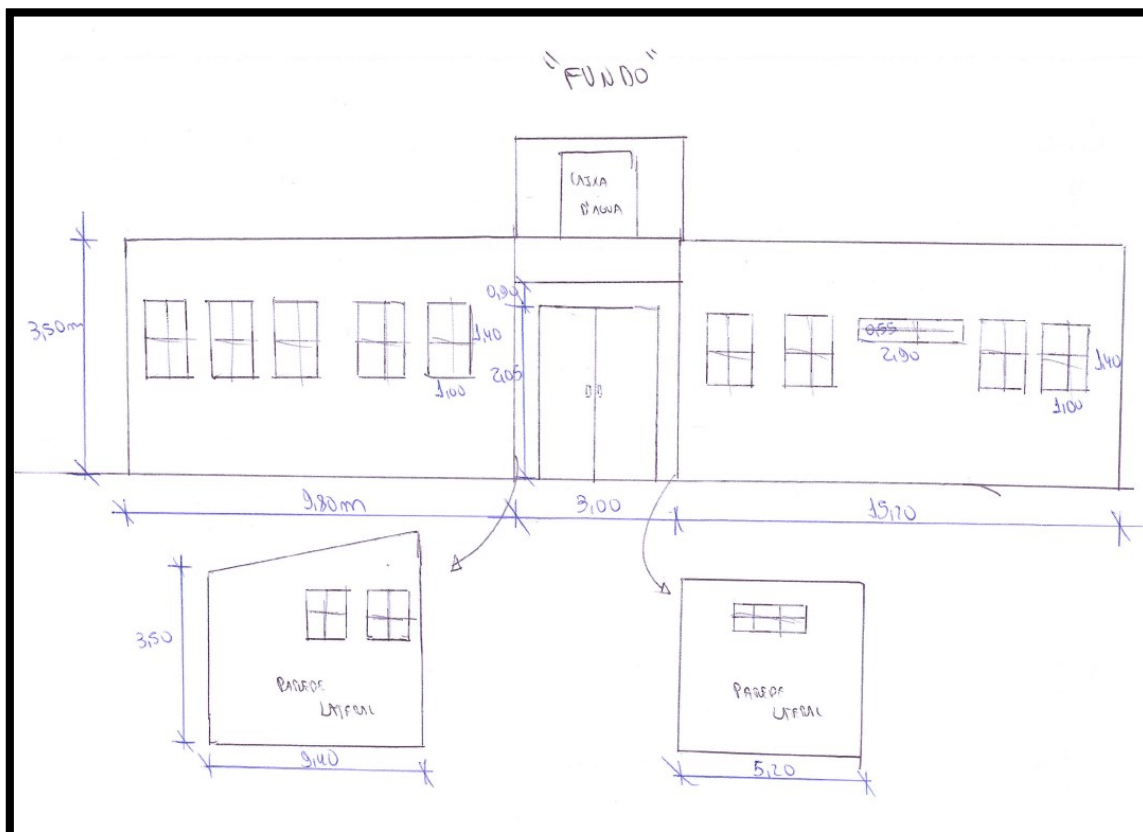 "FUNDO"
CAIXA
D'AGUA
3,50m
0,90
2,05
1,40
1,00
0,55
2,90
1,40
1,00
9,80m
3,00
15,20
3,50
PAREDE
LATERAL
9,40
PAREDE
LATERAL
5,20